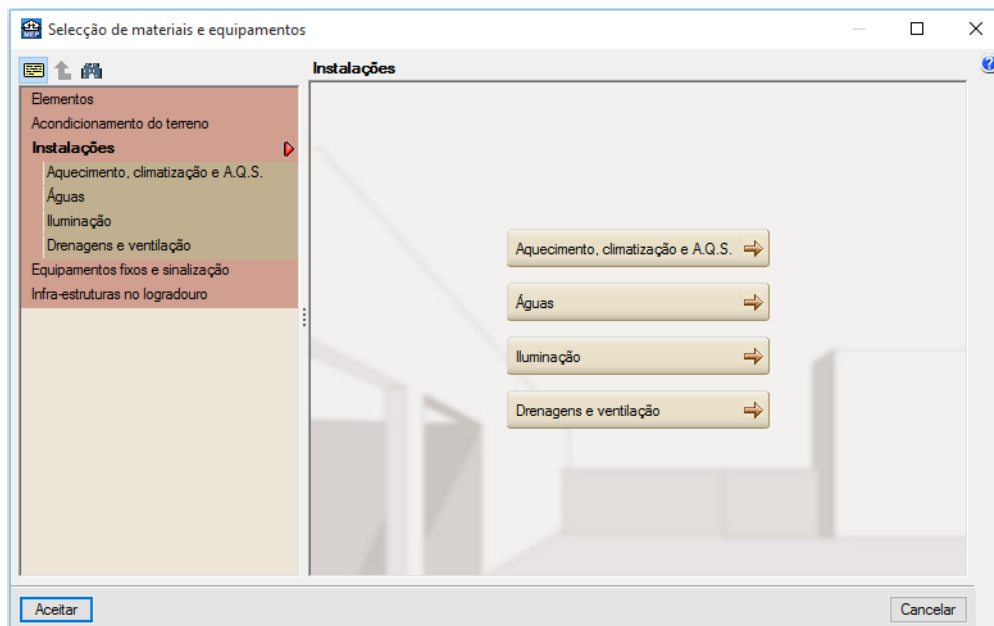 MEP
Selecção de materiais e equipamentos
Instalações
Elementos
Acondicionamento do terreno
Instalações
Aquecimento, climatização e A.Q.S.
Águas
Iluminação
Drenagens e ventilação
Equipamentos fixos e sinalização
Infra-estruturas no logradouro
Aquecimento, climatização e A.Q.S.
Águas
Iluminação
Drenagens e ventilação
Aceitar
Cancelar